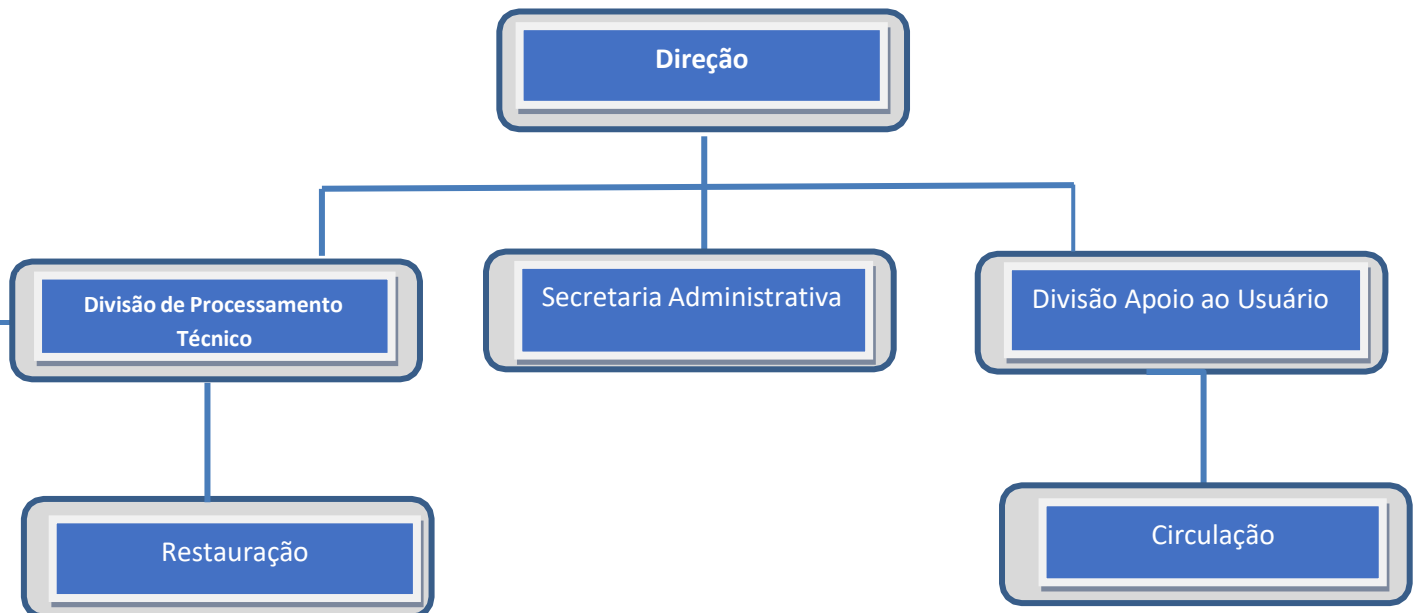 Direção
Divisão de Processamento
Técnico
Secretaria Administrativa
Divisão Apoio ao Usuário
Restauração
Circulação